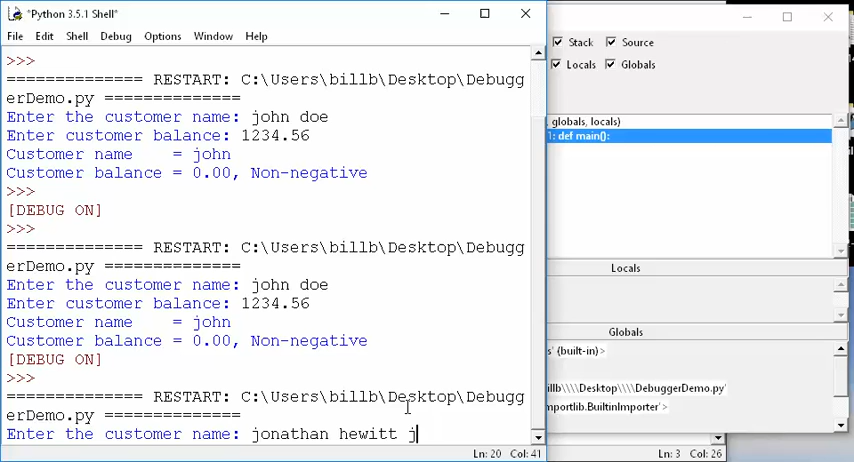 *Python 3.5.1 Shell*
File Edit Shell Debug Options Window Help
>>>
============== RESTART: C:\Users\billb\Desktop\Debugg
erDemo.py ==============
Enter the customer name: john doe
Enter customer balance: 1234.56
Customer name    = john
Customer balance = 0.00, Non-negative
>>>
[DEBUG ON]
>>>
============== RESTART: C:\Users\billb\Desktop\Debugg
erDemo.py ==============
Enter the customer name: john doe
Enter customer balance: 1234.56
Customer name    = john
Customer balance = 0.00, Non-negative
[DEBUG ON]
>>>
============== RESTART: C:\Users\billb\Desktop\Debugg
erDemo.py ==============
Enter the customer name: jonathan hewitt j
Ln: 20 Col: 41
Stack Source
Locals Globals
, globals, locals)
1: def main():
Locals
Globals
s' (built-in)>
illb\\\\Desktop\\\\DebuggerDemo.py'
mportlib.BuiltinImporter'>
Ln: 3 Col: 26